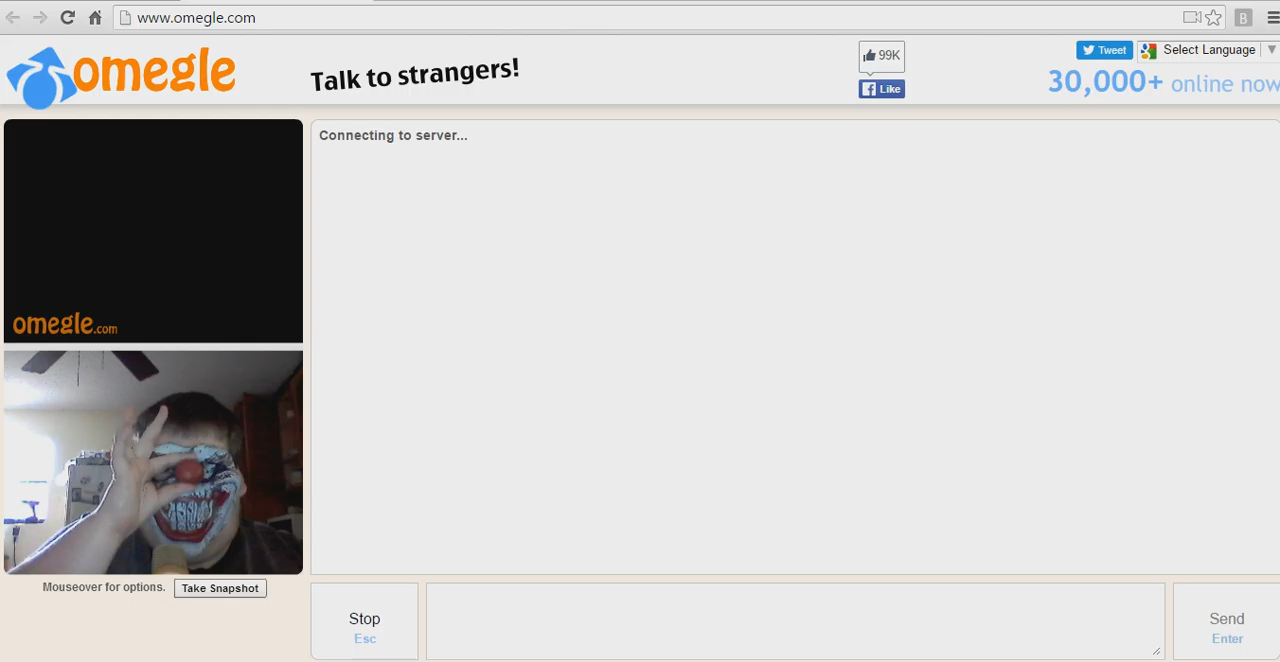 www.omegle.com
B
omegle
Talk to strangers!
99K
Like
Tweet
Select Language
30,000+ online now
Connecting to server...
omegle.com
Mouseover for options.
Take Snapshot
Stop
Esc
Send
Enter